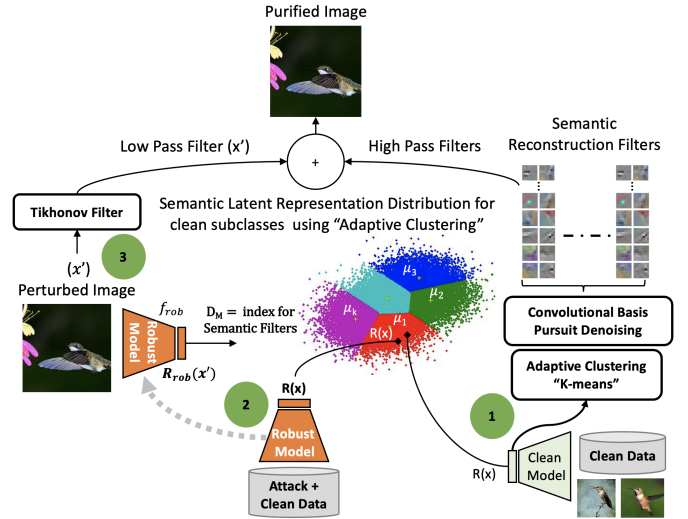 Purified Image
Low Pass Filter (x’)
+
High Pass Filters
Semantic
Reconstruction Filters
Tikhonov Filter
Semantic Latent Representation Distribution for
clean subclasses using “Adaptive Clustering”
3
(x’)
Perturbed Image
f_rob
Robust
Model
R_rob(x’)
D_M = index for
Semantic Filters
μ_3
μ_2
μ_k
μ_1
R(x)
Convolutional Basis
Pursuit Denoising
Adaptive Clustering
“K-means”
2
R(x)
Robust
Model
Attack +
Clean Data
1
R(x)
Clean
Model
Clean Data